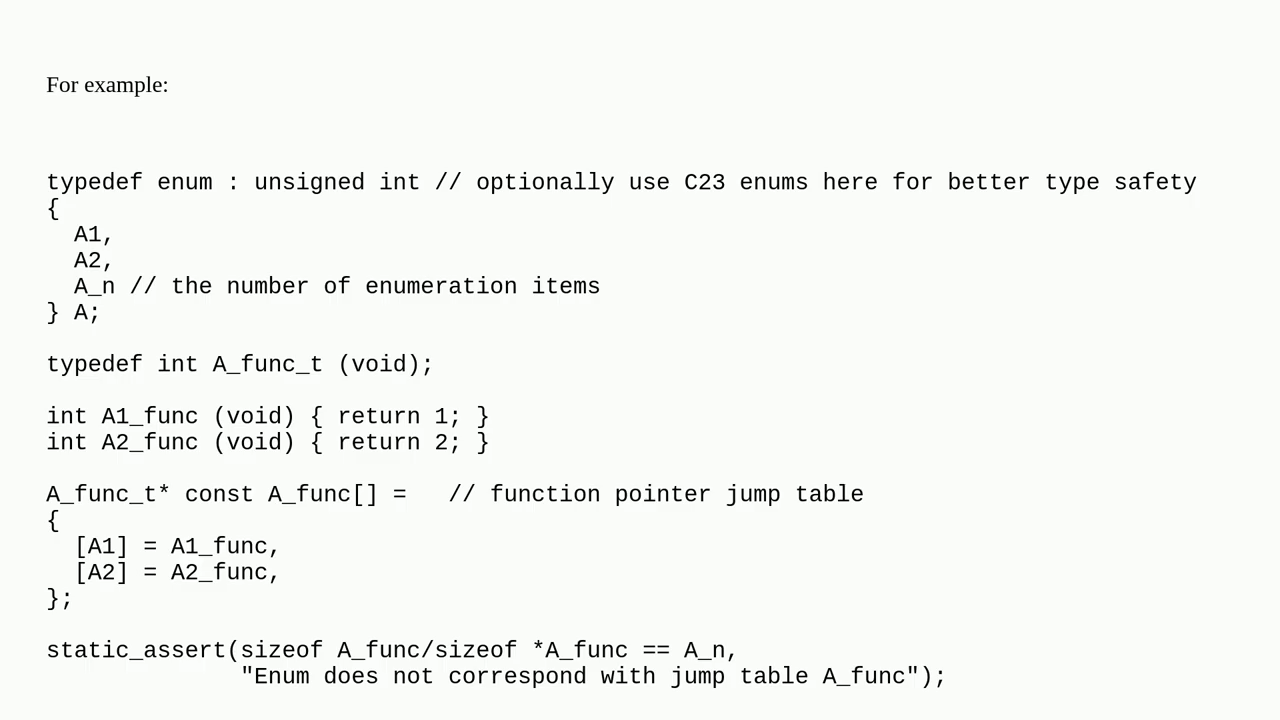 For example:
typedef enum : unsigned int // optionally use C23 enums here for better type safety
{
  A1,
  A2,
  A_n // the number of enumeration items
} A;
typedef int A_func_t (void);
int A1_func (void) { return 1; }
int A2_func (void) { return 2; }
A_func_t* const A_func[] =   // function pointer jump table
{
  [A1] = A1_func,
  [A2] = A2_func,
};
static_assert(sizeof A_func/sizeof *A_func == A_n,
              "Enum does not correspond with jump table A_func");